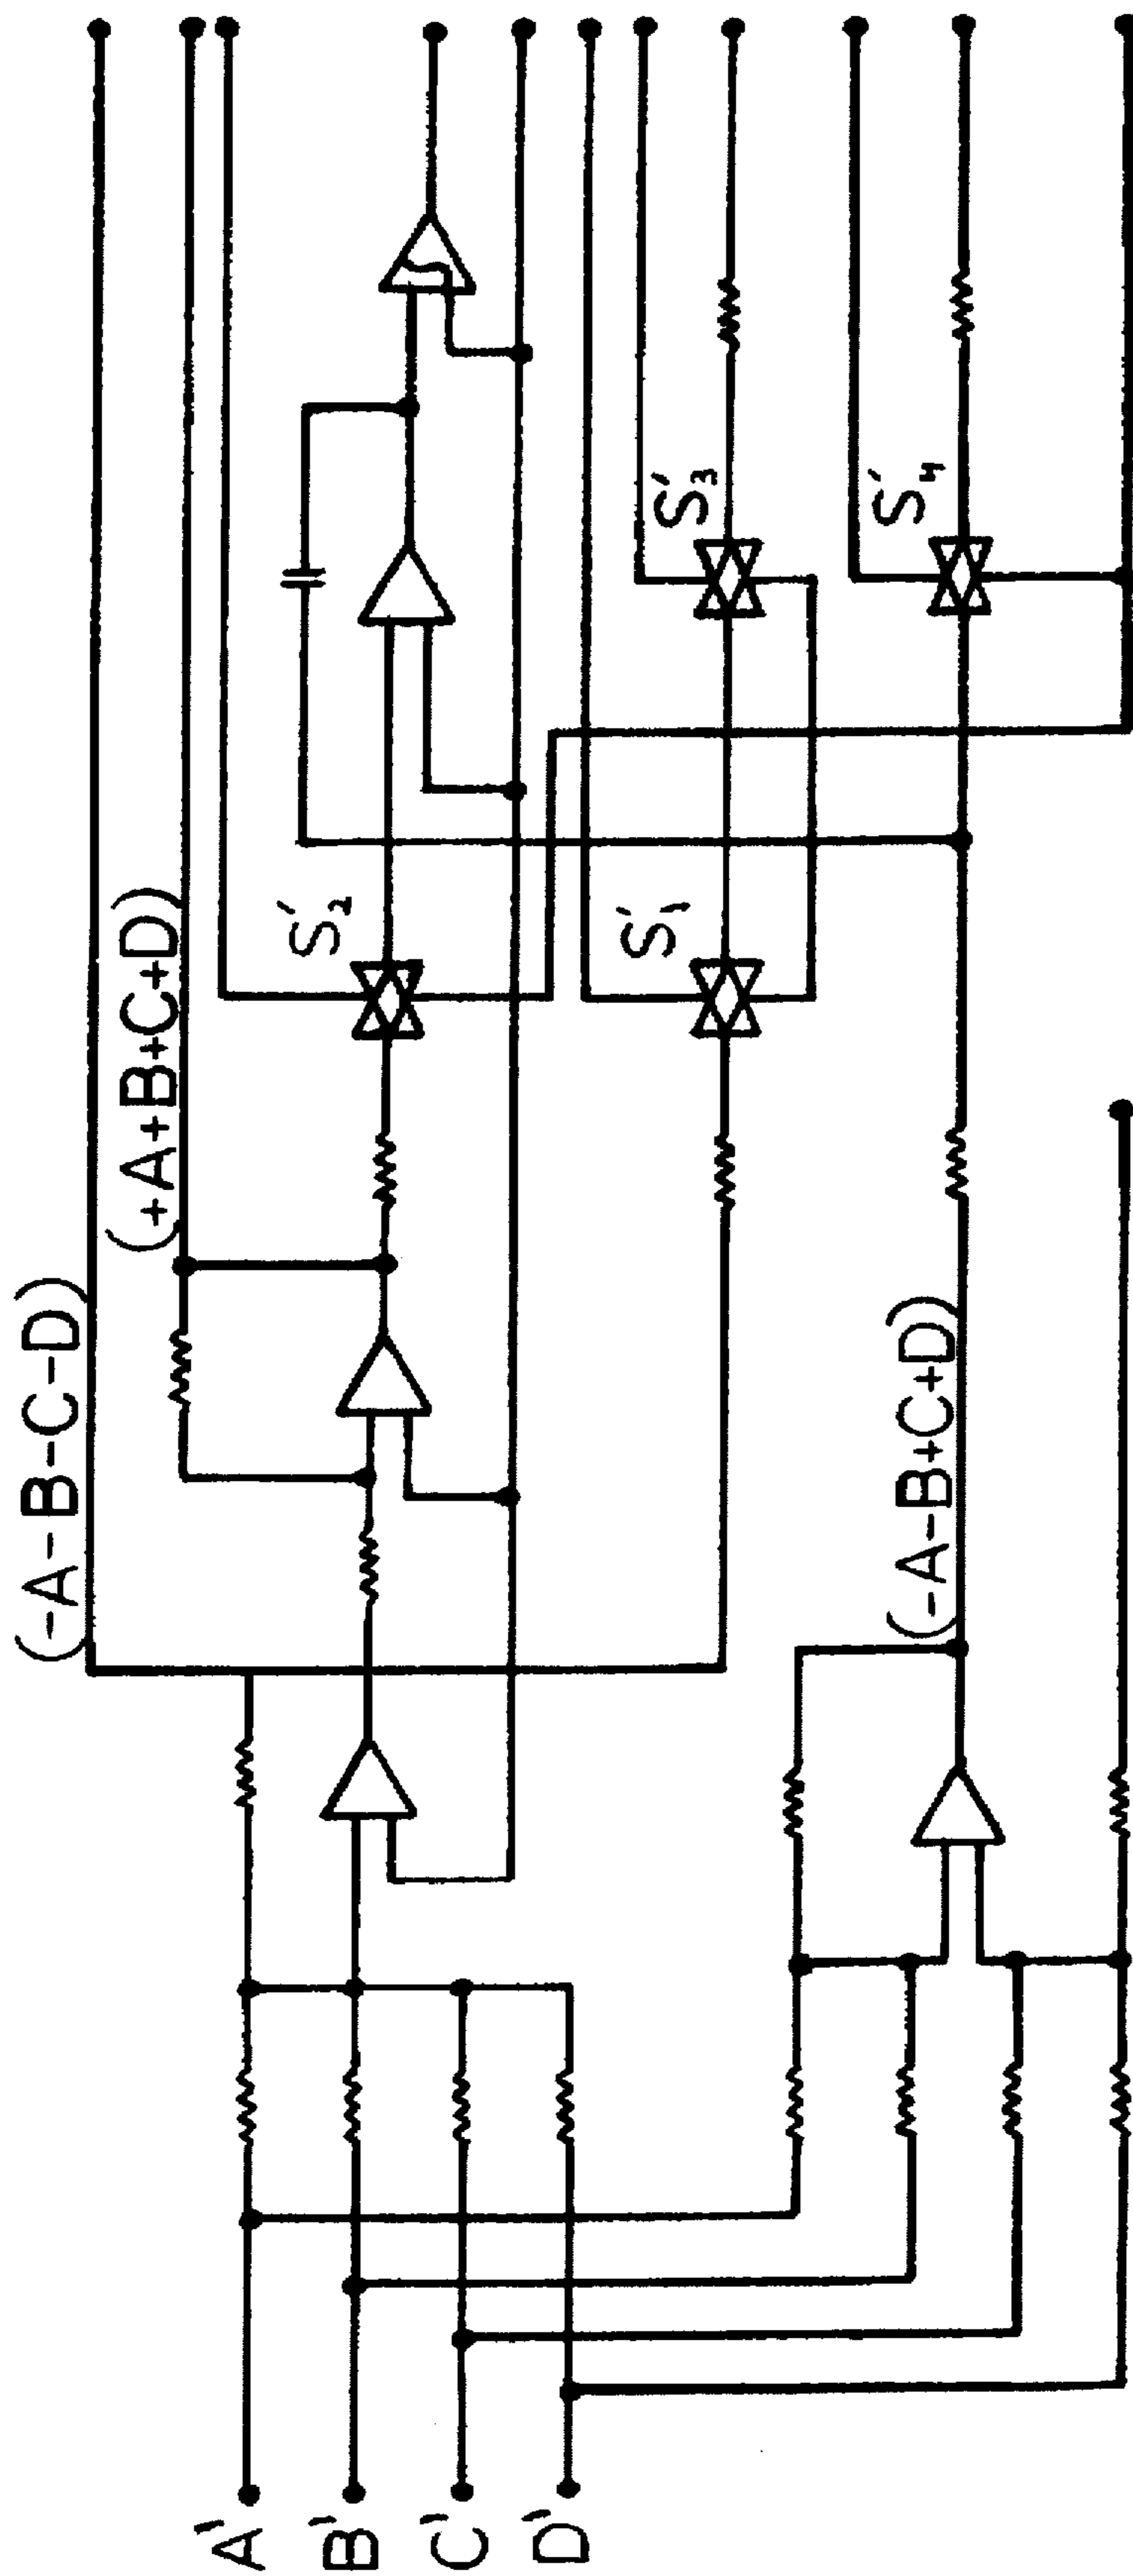 A'
B'
C'
D'
(-A-B-C-D)
(+A+B+C+D)
S'2
S'1
S'3
S'4
(-A-B+C+D)